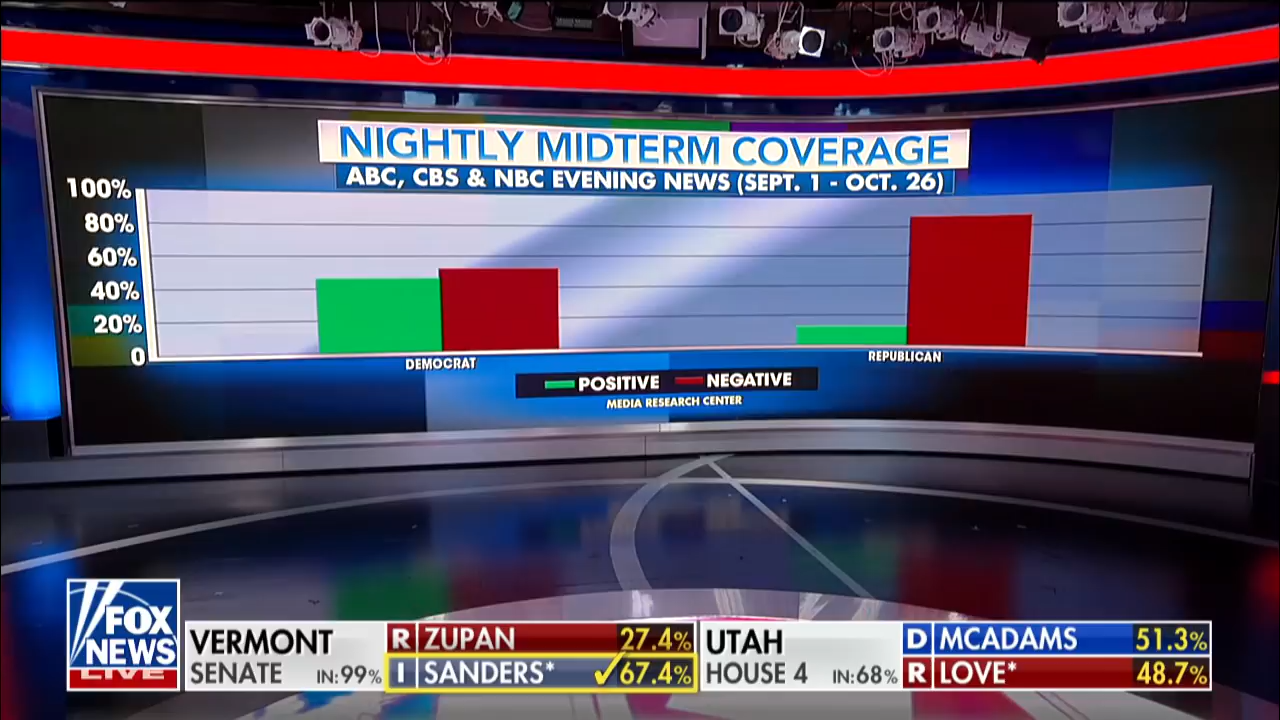 NIGHTLY MIDTERM COVERAGE
ABC, CBS & NBC EVENING NEWS (SEPT. 1 - OCT. 26)
100%
80%
60%
40%
20%
0
DEMOCRAT
REPUBLICAN
POSITIVE NEGATIVE
MEDIA RESEARCH CENTER
FOX
NEWS
LIVE
VERMONT
SENATE IN:99%
R ZUPAN 27.4%
I SANDERS* ✓67.4%
UTAH
HOUSE 4 IN:68%
D MCADAMS 51.3%
R LOVE* 48.7%